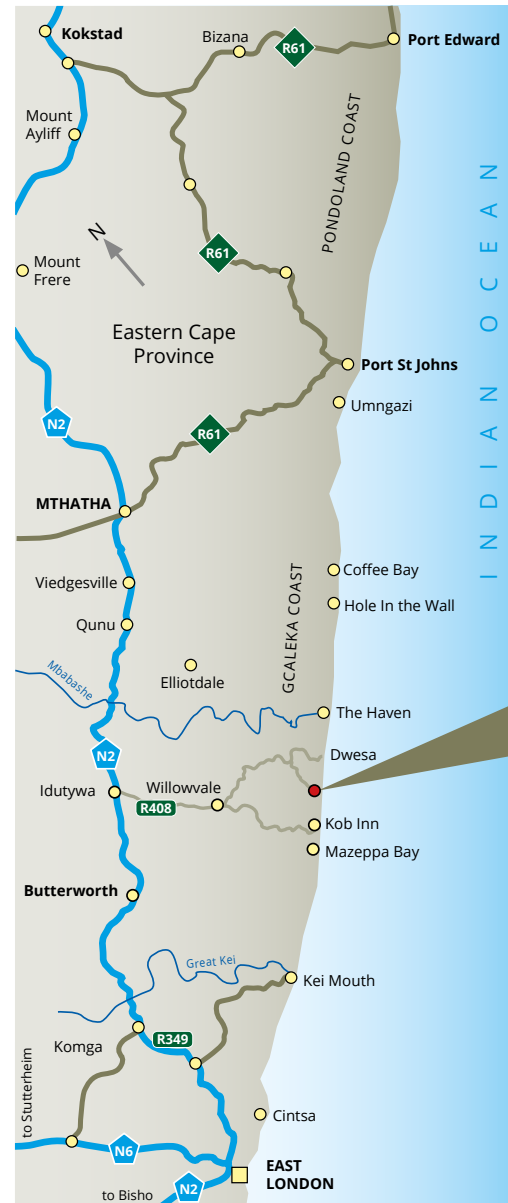 Kokstad
Bizana
R61
Port Edward
Mount
Ayliff
PONDOLAND COAST
INDIAN OCEAN
N
R61
Mount
Frere
Eastern Cape
Province
Port St Johns
Umngazi
N2
R61
MTHATHA
Viedgesville
Coffee Bay
GCALEKA COAST
Hole In the Wall
Qunu
Elliotdale
Mbabashe
The Haven
N2
Dwesa
Idutywa
Willowvale
R408
Kob Inn
Mazeppa Bay
Butterworth
Great Kei
Kei Mouth
Komga
R349
to Stutterheim
Cintsa
N6
EAST
LONDON
to Bisho
N2